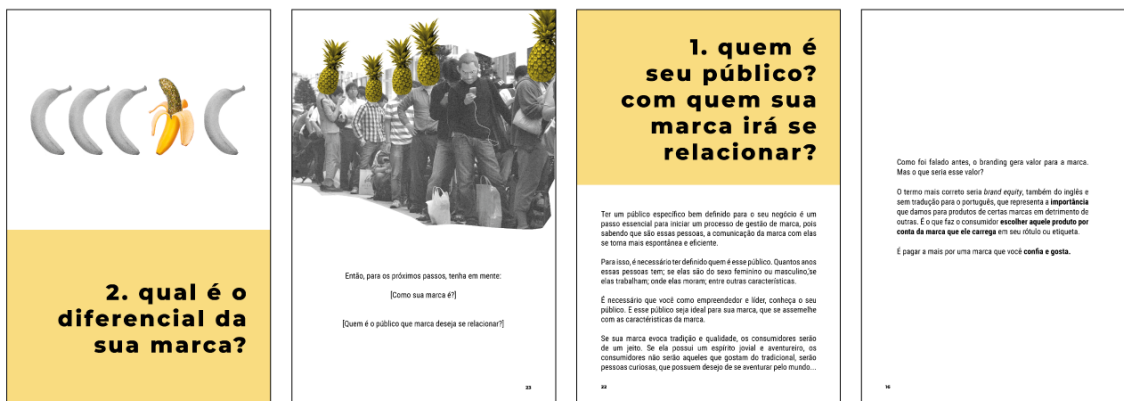 2. qual é o
diferencial da
sua marca?
Então, para os próximos passos, tenha em mente:
[Como sua marca é?]
[Quem é o público que marca deseja se relacionar?]
23
1. quem é
seu público?
com quem sua
marca irá se
relacionar?
Ter um público específico bem definido para o seu negócio é um
passo essencial para iniciar um processo de gestão de marca, pois
sabendo que são essas pessoas, a comunicação da marca com elas
se torna mais espontânea e eficiente.
Para isso, é necessário ter definido quem é esse público. Quantos anos
essas pessoas tem; se elas são do sexo feminino ou masculino,'se
elas trabalham; onde elas moram; entre outras características.
É necessário que você como empreendedor e líder, conheça o seu
público. E esse público seja ideal para sua marca, que se assemelhe
com as caractérísticas da marca.
Se sua marca evoca tradição e qualidade, os consumidores serão
de um jeito. Se ela possui um espírito jovial e aventureiro, os
consumidores não serão aqueles que gostam do tradicional, serão
pessoas curiosas, que possuem desejo de se aventurar pelo mundo...
22
Como foi falado antes, o branding gera valor para a marca.
Mas o que seria esse valor?
O termo mais correto seria brand equity, também do inglês e
sem tradução para o português, que representa a importância
que damos para produtos de certas marcas em detrimento de
outras. É o que faz o consumidor escolher aquele produto por
conta da marca que ele carrega em seu rótulo ou etiqueta.
É pagar a mais por uma marca que você confia e gosta.
16